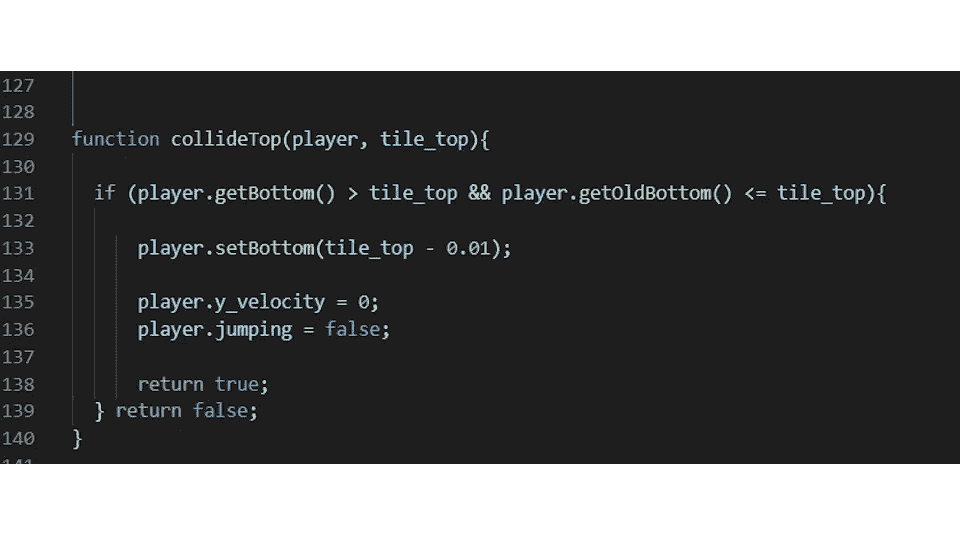 127
128
129 function collideTop(player, tile_top){
130
131 if (player.getBottom() > tile_top && player.getOldBottom() <= tile_top){
132
133 player.setBottom(tile_top - 0.01);
134
135 player.y_velocity = 0;
136 player.jumping = false;
137
138 return true;
139 } return false;
140 }
141